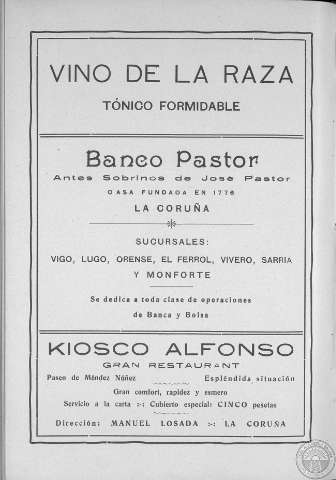 VINO DE LA RAZA
TÓNICO FORMIDABLE
Banco Pastor
Antes Sobrinos de José Pastor
CASA FUNDADA EN 1776
LA CORUÑA
SUCURSALES:
VIGO, LUGO, ORENSE, EL FERROL, VIVERO, SARRIA
Y MONFORTE
Se dedica a toda clase de operaciones
de Banca y Bolsa
KIOSCO ALFONSO
GRAN RESTAURANT
Paseo de Méndez Núñez Espléndida situación
Gran comfort, rapidez y esmero
Servicio a la carta :-: Cubierto especial: CINCO pesetas
Dirección: MANUEL LOSADA :-: LA CORUÑA